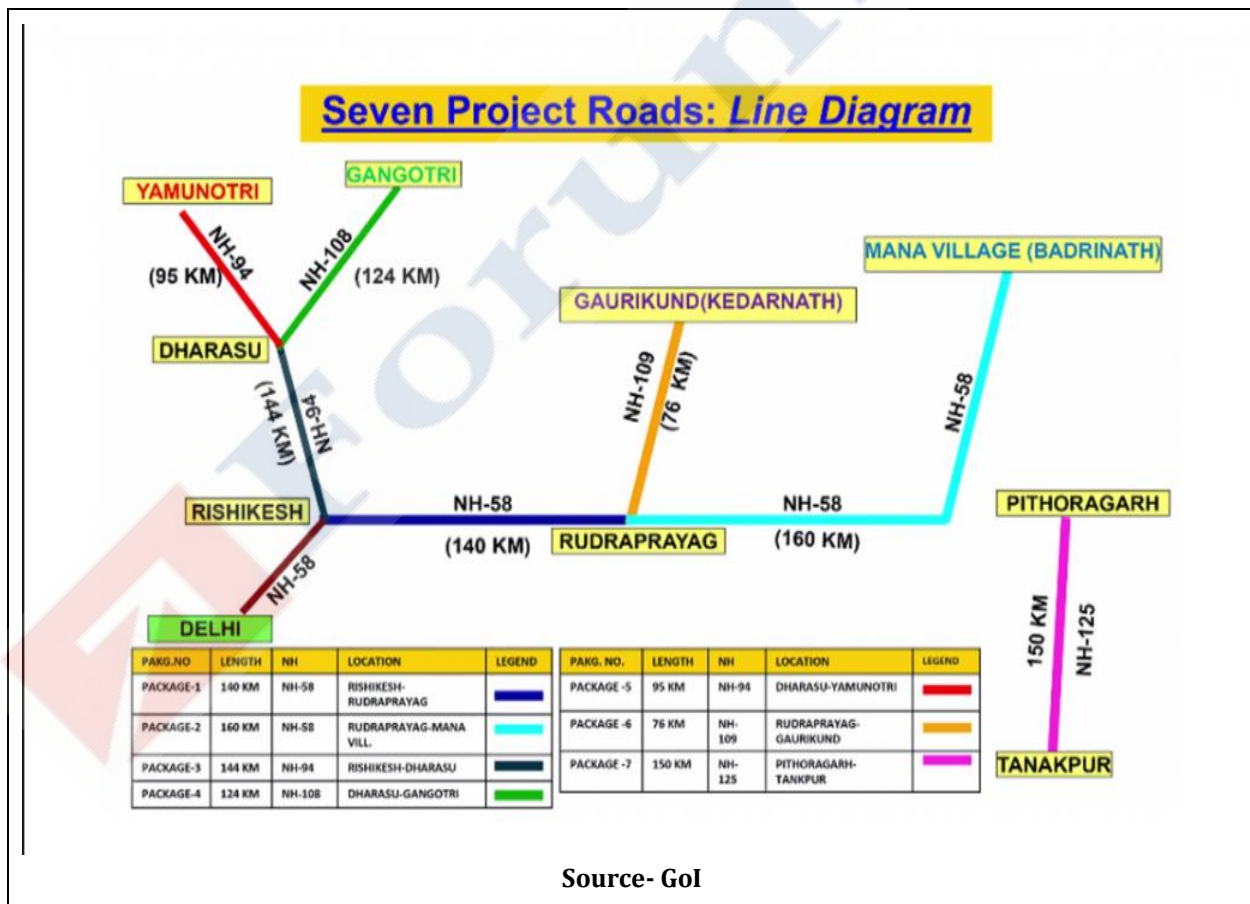 Seven Project Roads: Line Diagram
YAMUNOTRI
GANGOTRI
NH-94
(95 KM)
NH-108
(124 KM)
MANA VILLAGE (BADRINATH)
GAURIKUND(KEDARNATH)
DHARASU
NH-94
(144 KM)
NH-109
(76 KM)
NH-58
RISHIKESH
NH-58
(140 KM)
RUDRAPRAYAG
NH-58
(160 KM)
PITHORAGARH
NH-58
DELHI
150 KM
NH-125
TANAKPUR
PAKG.NO LENGTH NH LOCATION LEGEND
PACKAGE-1 140 KM NH-58 RISHIKESH-
RUDRAPRAYAG
PACKAGE-2 160 KM NH-58 RUDRAPRAYAG-MANA
VILL.
PACKAGE-3 144 KM NH-94 RISHIKESH-DHARASU
PACKAGE-4 124 KM NH-108 DHARASU-GANGOTRI
PAKG. NO. LENGTH NH LOCATION LEGEND
PACKAGE -5 95 KM NH-94 DHARASU-YAMUNOTRI
PACKAGE -6 76 KM NH-
109 RUDRAPRAYAG-
GAURIKUND
PACKAGE -7 150 KM NH-
125 PITHORAGARH-
TANKPUR
Source- GoI
Forum